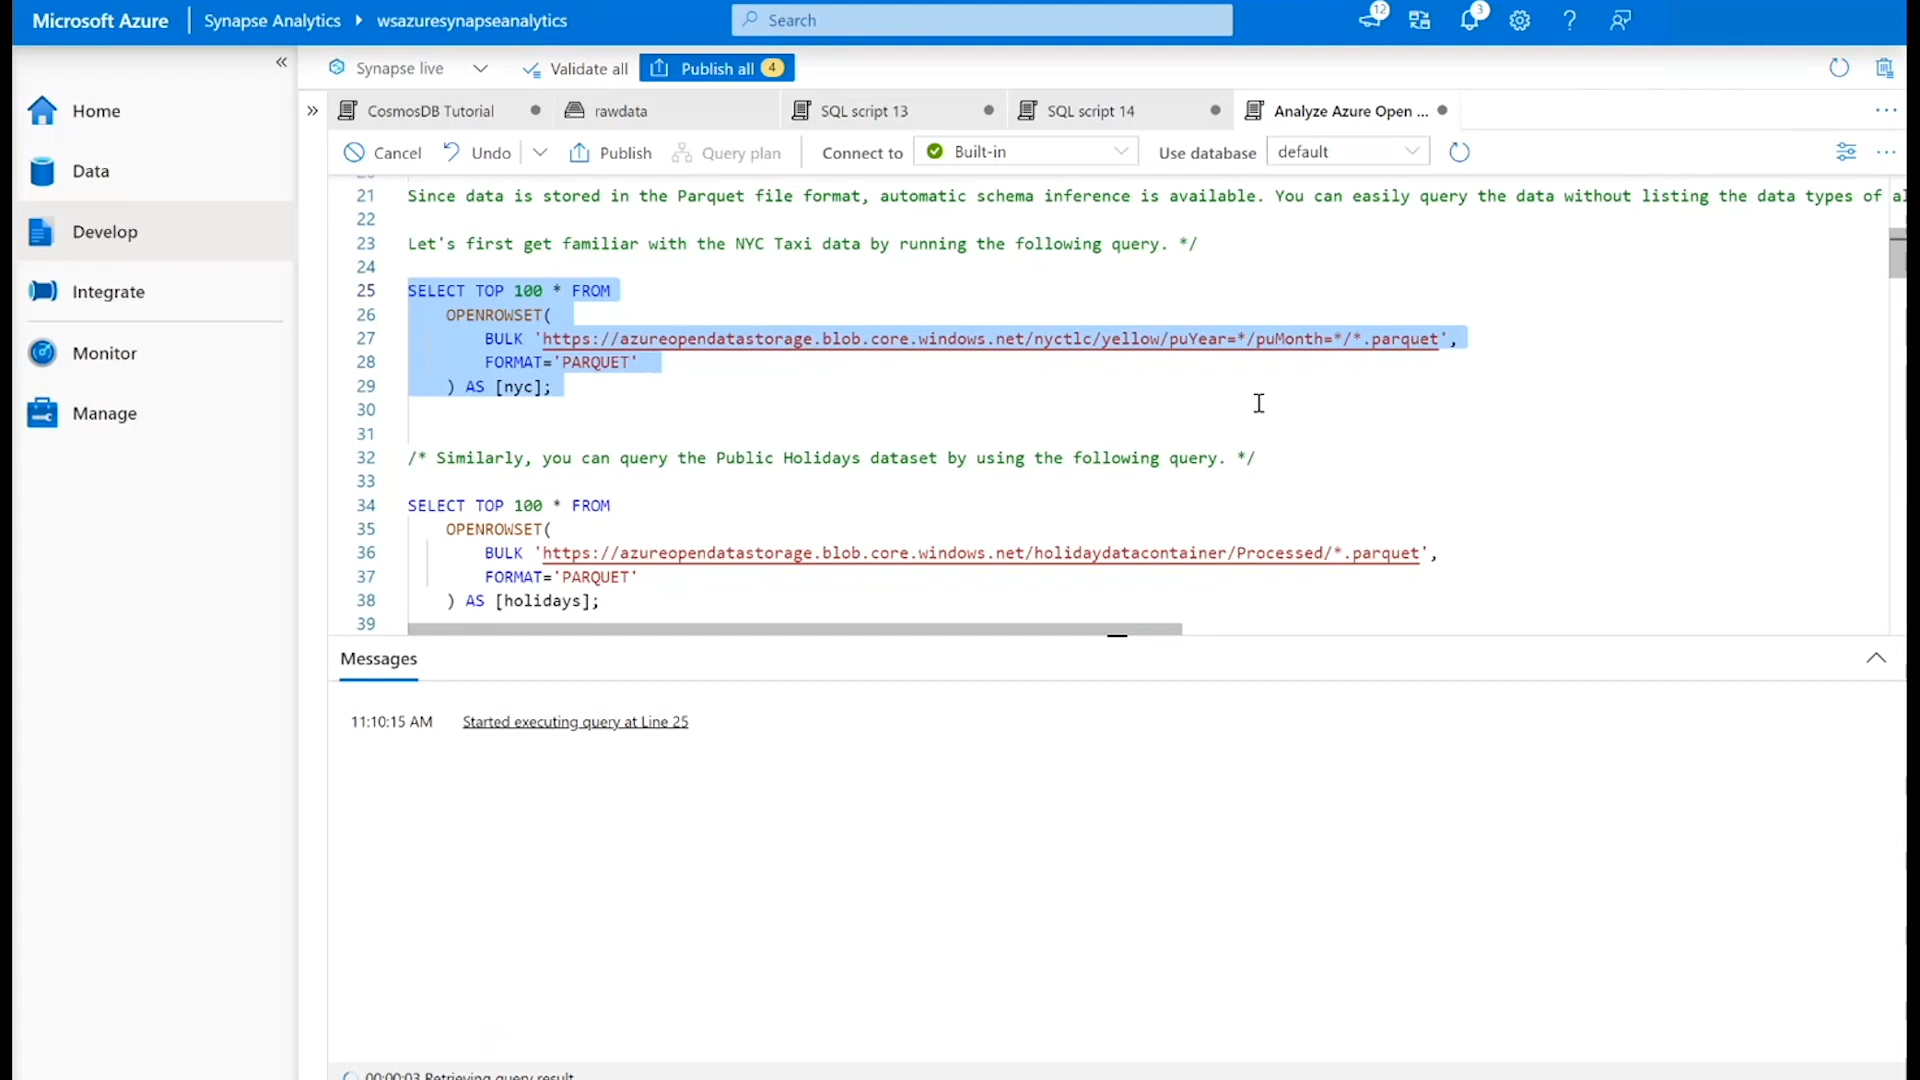 Microsoft Azure Synapse Analytics wsazuresynapseanalytics Search 12 3
Synapse live Validate all Publish all 4
Home
Data
Develop
Integrate
Monitor
Manage
CosmosDB Tutorial rawdata SQL script 13 SQL script 14 Analyze Azure Open ...
Cancel Undo Publish Query plan Connect to Built-in Use database default
21 Since data is stored in the Parquet file format, automatic schema inference is available. You can easily query the data without listing the data types of
22
23 Let's first get familiar with the NYC Taxi data by running the following query. */
24
25 SELECT TOP 100 * FROM
26 OPENROWSET(
27 BULK 'https://azureopendatastorage.blob.core.windows.net/nyctlc/yellow/puYear=*/puMonth=*/*.parquet',
28 FORMAT='PARQUET'
29 ) AS [nyc];
30
31
32 /* Similarly, you can query the Public Holidays dataset by using the following query. */
33
34 SELECT TOP 100 * FROM
35 OPENROWSET(
36 BULK 'https://azureopendatastorage.blob.core.windows.net/holidaydatacontainer/Processed/*.parquet',
37 FORMAT='PARQUET'
38 ) AS [holidays];
39
Messages
11:10:15 AM Started executing query at Line 25
00:00:03 Retrieving query result